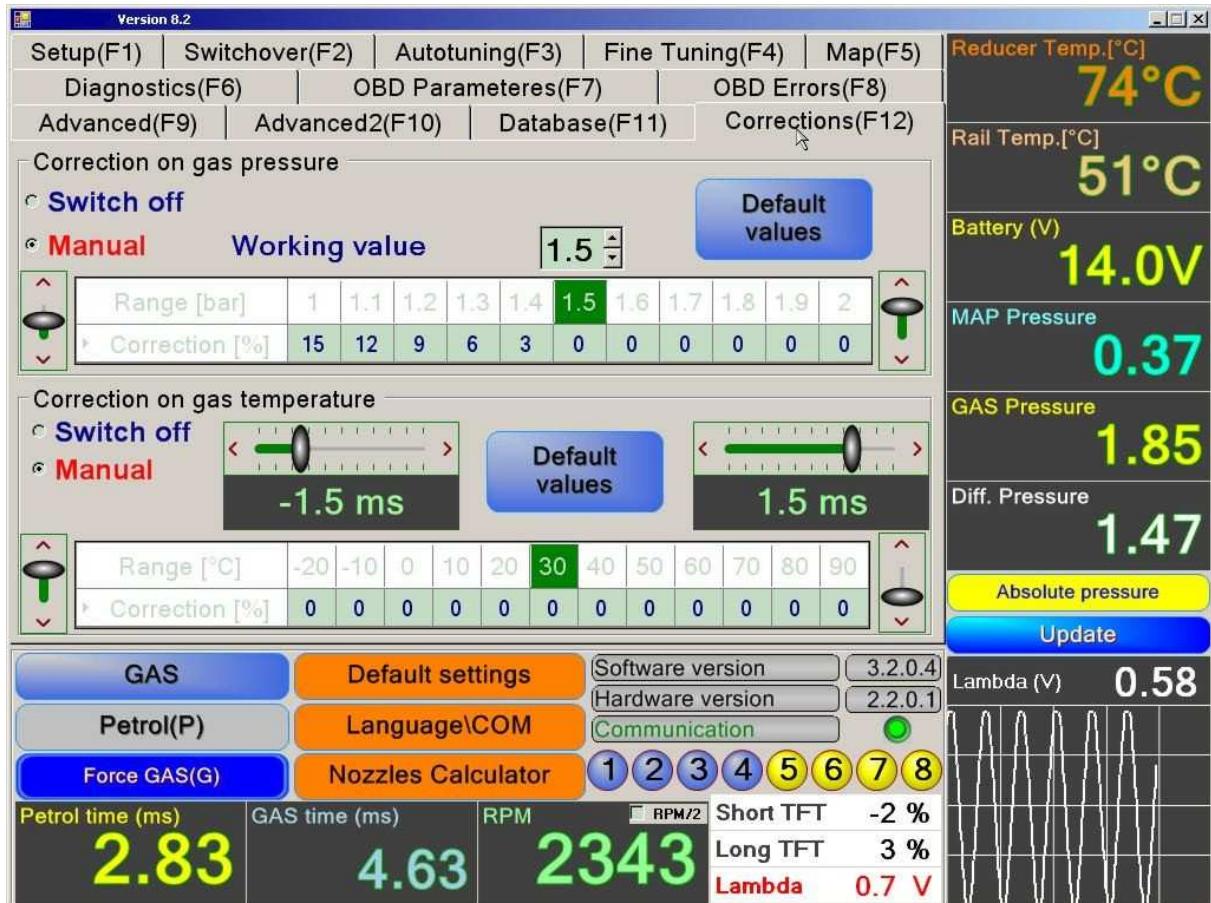 Version 8.2
Setup(F1) Switchover(F2) Autotuning(F3) Fine Tuning(F4) Map(F5)
Diagnostics(F6) OBD Parameteres(F7) OBD Errors(F8)
Advanced(F9) Advanced2(F10) Database(F11) Corrections(F12)
Correction on gas pressure
Switch off
Default
values
Manual Working value 1.5
Range [bar] 1 1.1 1.2 1.3 1.4 1.5 1.6 1.7 1.8 1.9 2
Correction [%] 15 12 9 6 3 0 0 0 0 0 0
Correction on gas temperature
Switch off
Manual
-1.5 ms
Default
values
1.5 ms
Range [°C] -20 -10 0 10 20 30 40 50 60 70 80 90
Correction [%] 0 0 0 0 0 0 0 0 0 0 0 0
Reducer Temp.[°C]
74°C
Rail Temp.[°C]
51°C
Battery (V)
14.0V
MAP Pressure
0.37
GAS Pressure
1.85
Diff. Pressure
1.47
Absolute pressure
Update
Lambda (V) 0.58
GAS
Petrol(P)
Force GAS(G)
Default settings
Language\COM
Nozzles Calculator
Software version 3.2.0.4
Hardware version 2.2.0.1
Communication
1 2 3 4 5 6 7 8
Petrol time (ms)
2.83
GAS time (ms)
4.63
RPM RPM/2
2343
Short TFT -2 %
Long TFT 3 %
Lambda 0.7 V